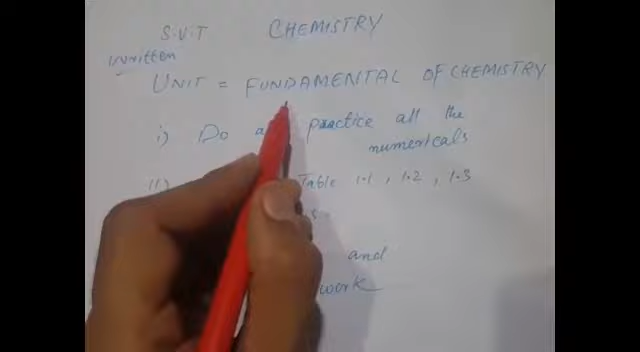 S.V.T CHEMISTRY
Written
UNIT = FUNDAMENTAL OF CHEMISTRY
i) Do practice all the
numericals
ii) Table 1.1 , 1.2 , 1.3
and
work